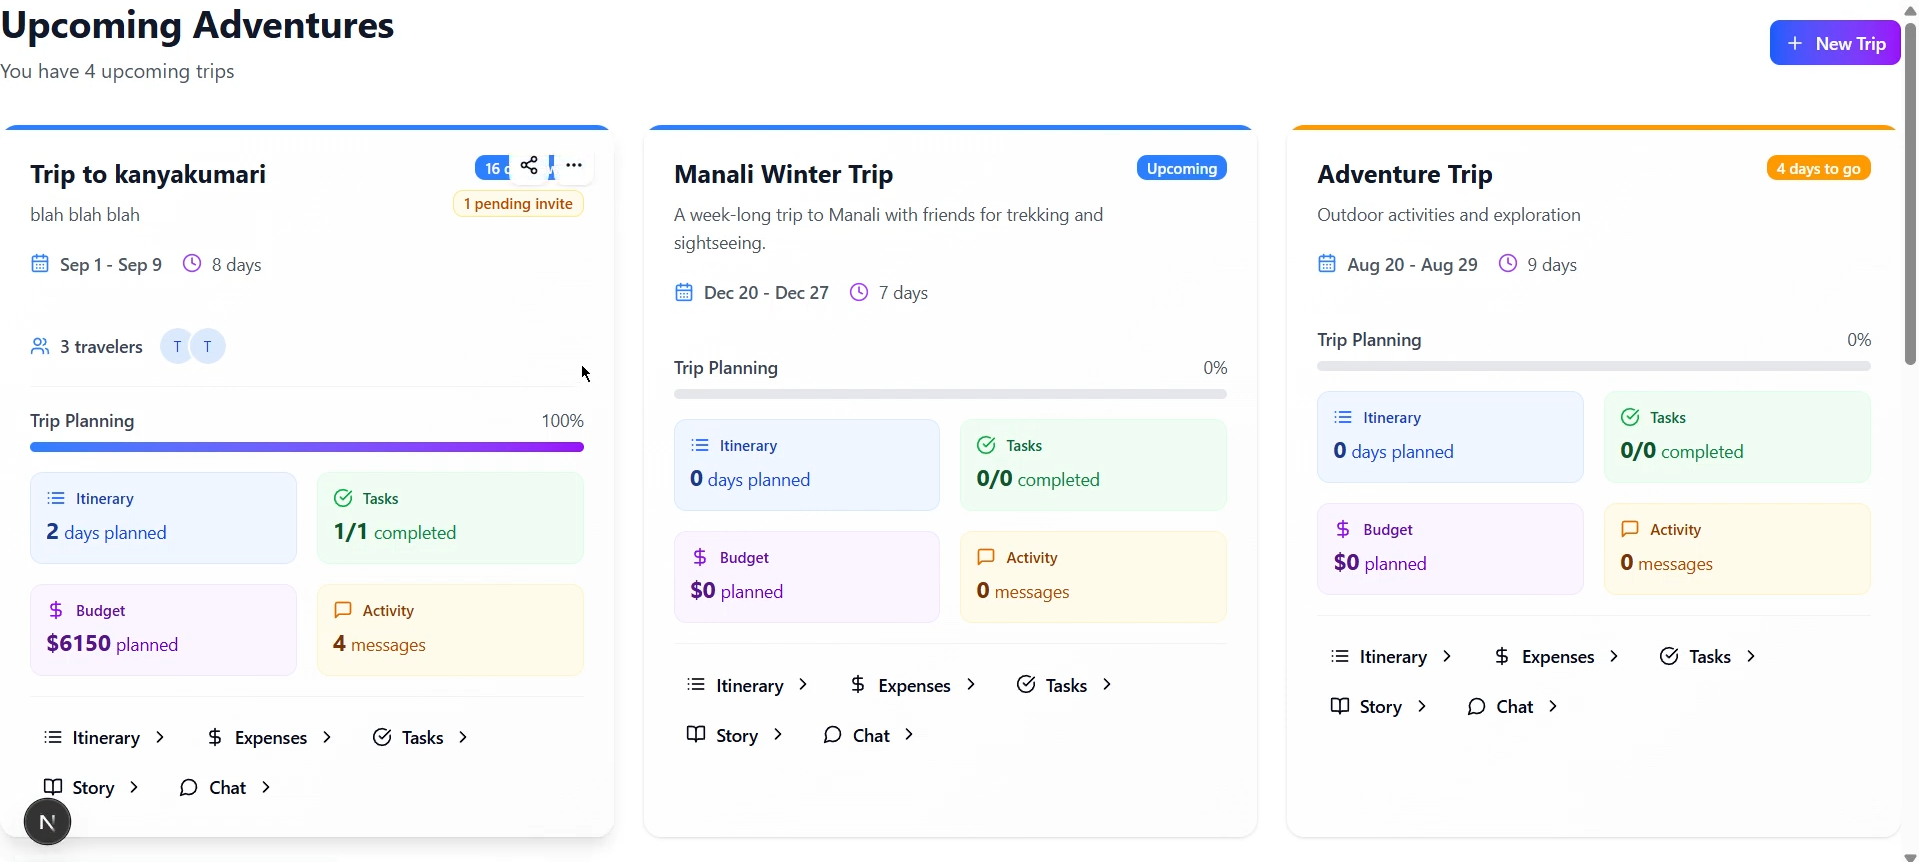 Upcoming Adventures
You have 4 upcoming trips
New Trip
Trip to kanyakumari
16
1 pending invite
blah blah blah
Sep 1 - Sep 9
8 days
3 travelers
T
T
Trip Planning
100%
Itinerary
2 days planned
Tasks
1/1 completed
Budget
$6150 planned
Activity
4 messages
Itinerary
Expenses
Tasks
Story
Chat
N
Manali Winter Trip
Upcoming
A week-long trip to Manali with friends for trekking and
sightseeing.
Dec 20 - Dec 27
7 days
Trip Planning
0%
Itinerary
0 days planned
Tasks
0/0 completed
Budget
$0 planned
Activity
0 messages
Itinerary
Expenses
Tasks
Story
Chat
Adventure Trip
4 days to go
Outdoor activities and exploration
Aug 20 - Aug 29
9 days
Trip Planning
0%
Itinerary
0 days planned
Tasks
0/0 completed
Budget
$0 planned
Activity
0 messages
Itinerary
Expenses
Tasks
Story
Chat